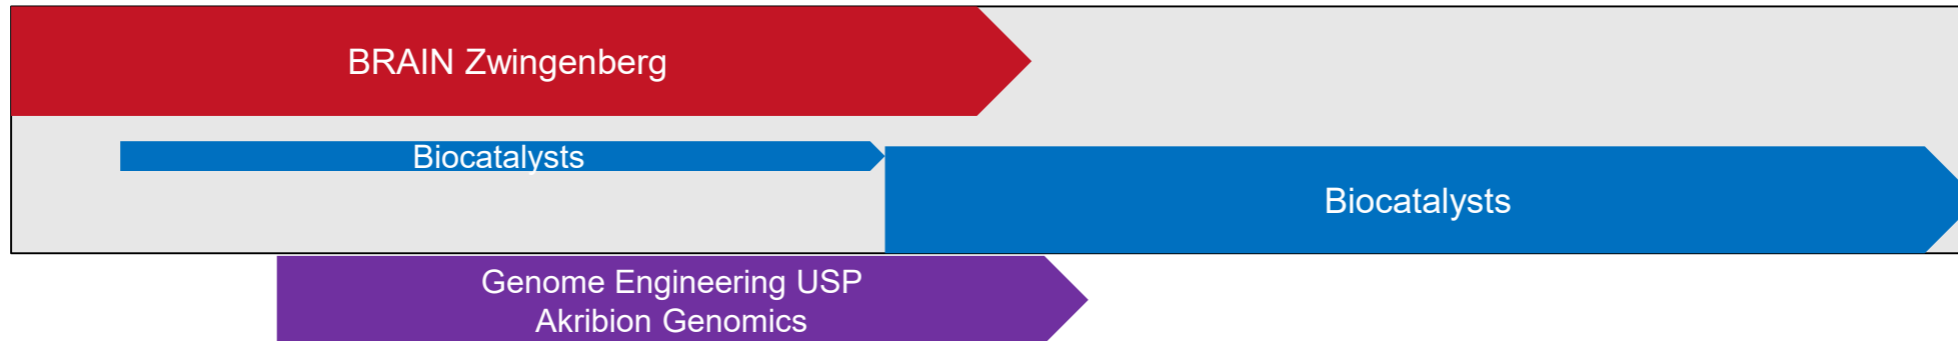 BRAIN Zwingenberg
Biocatalysts
Biocatalysts
Genome Engineering USP
Akribion Genomics